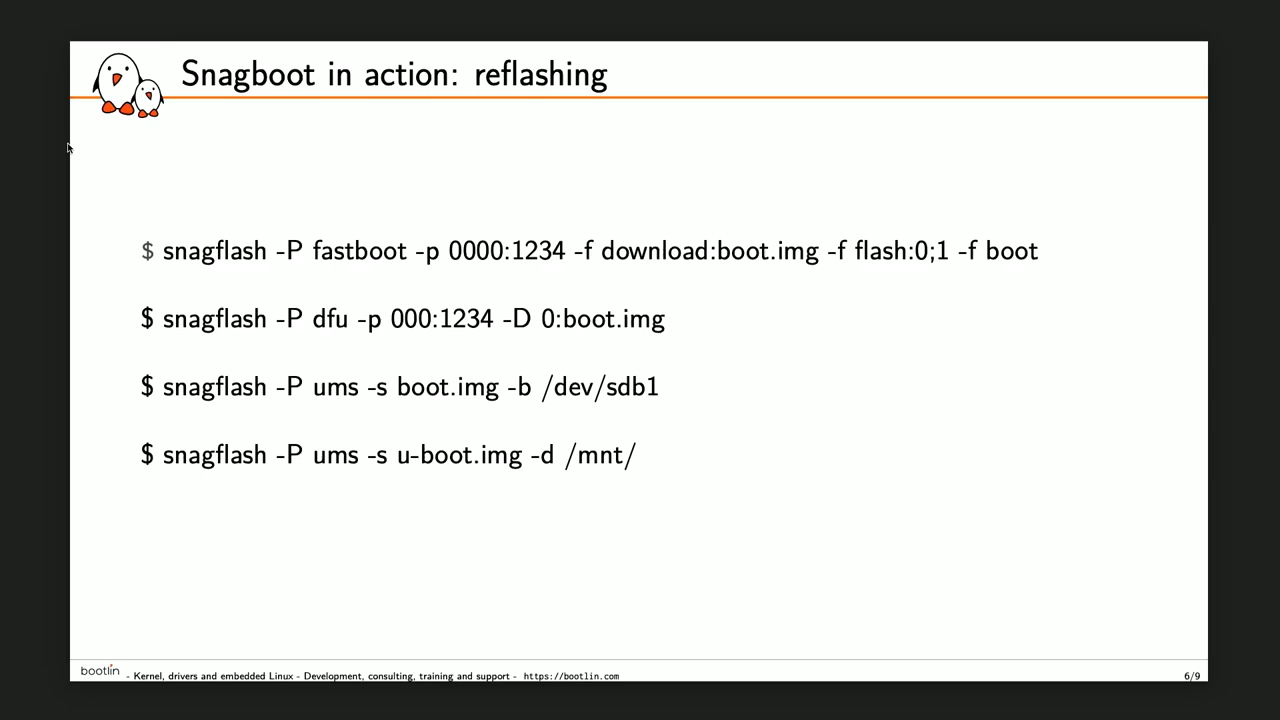 Snagboot in action: reflashing
$ snagflash -P fastboot -p 0000:1234 -f download:boot.img -f flash:0;1 -f boot
$ snagflash -P dfu -p 000:1234 -D 0:boot.img
$ snagflash -P ums -s boot.img -b /dev/sdb1
$ snagflash -P ums -s u-boot.img -d /mnt/
bootlin - Kernel, drivers and embedded Linux - Development, consulting, training and support - https://bootlin.com 6/9